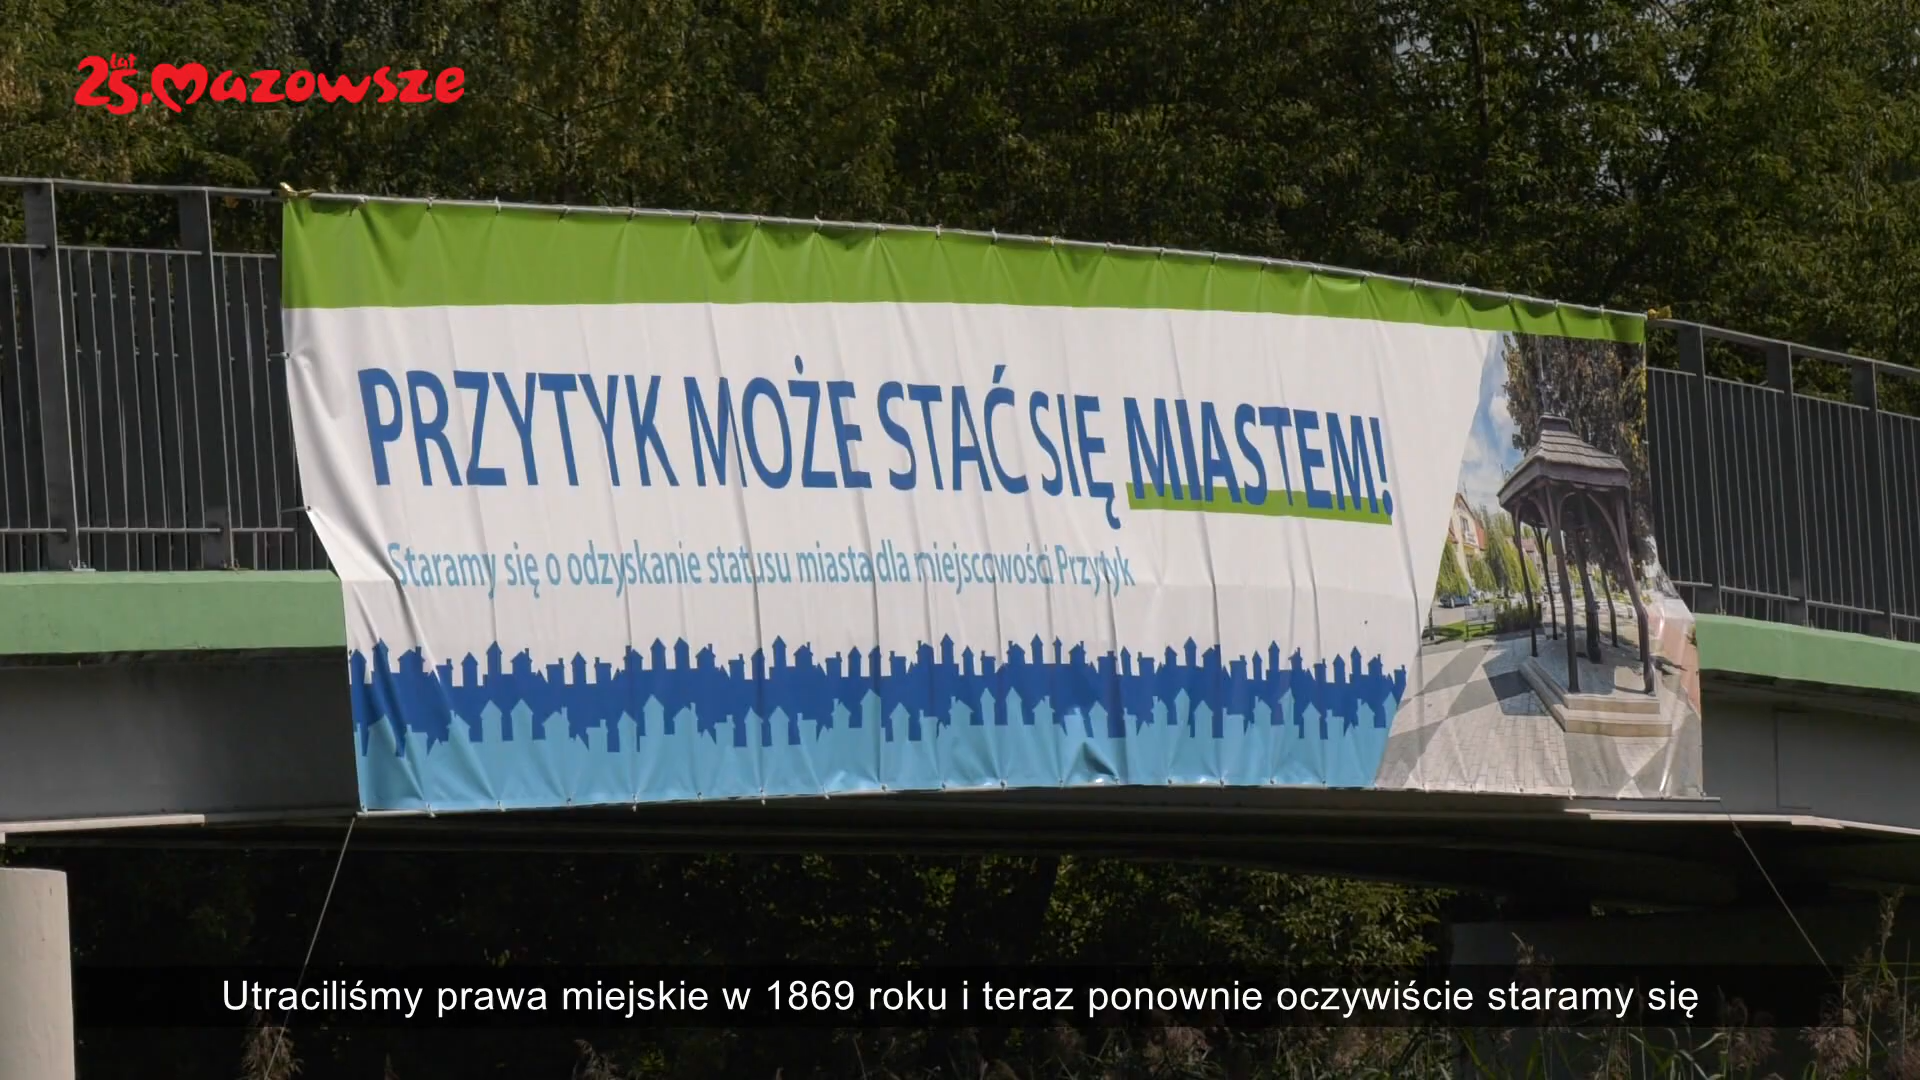 25 lat. Mazowsze
PRZYTYK MOŻE STAĆ SIĘ MIASTEM!
Staramy się o odzyskanie statusu miasta dla miejscowości Przytyk
Utraciliśmy prawa miejskie w 1869 roku i teraz ponownie oczywiście staramy się